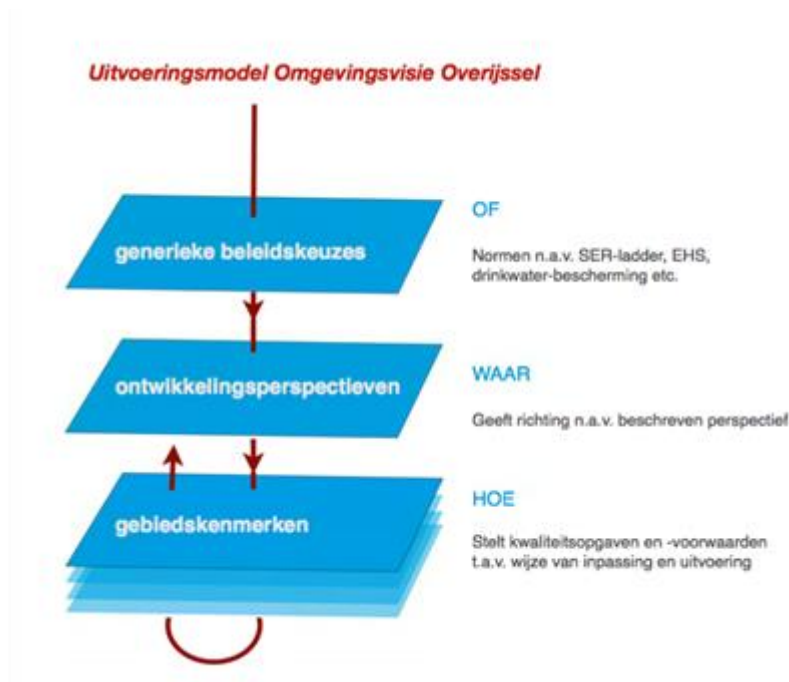 Uitvoeringsmodel Omgevingsvisie Overijssel
generieke beleidskeuzes
OF
Normen n.a.v. SER-ladder, EHS,
drinkwater-bescherming etc.
ontwikkelingsperspectieven
WAAR
Geeft richting n.a.v. beschreven perspectief
gebiedskenmerken
HOE
Stelt kwaliteitsopgaven en -voorwaarden
t.a.v. wijze van inpassing en uitvoering